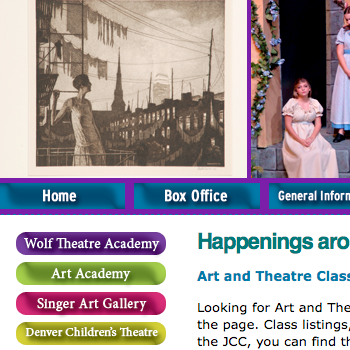 Home
Box Office
General Inform
Wolf Theatre Academy
Art Academy
Singer Art Gallery
Denver Children's Theatre
Happenings aro
Art and Theatre Class
Looking for Art and The
the page. Class listings,
the JCC, you can find th